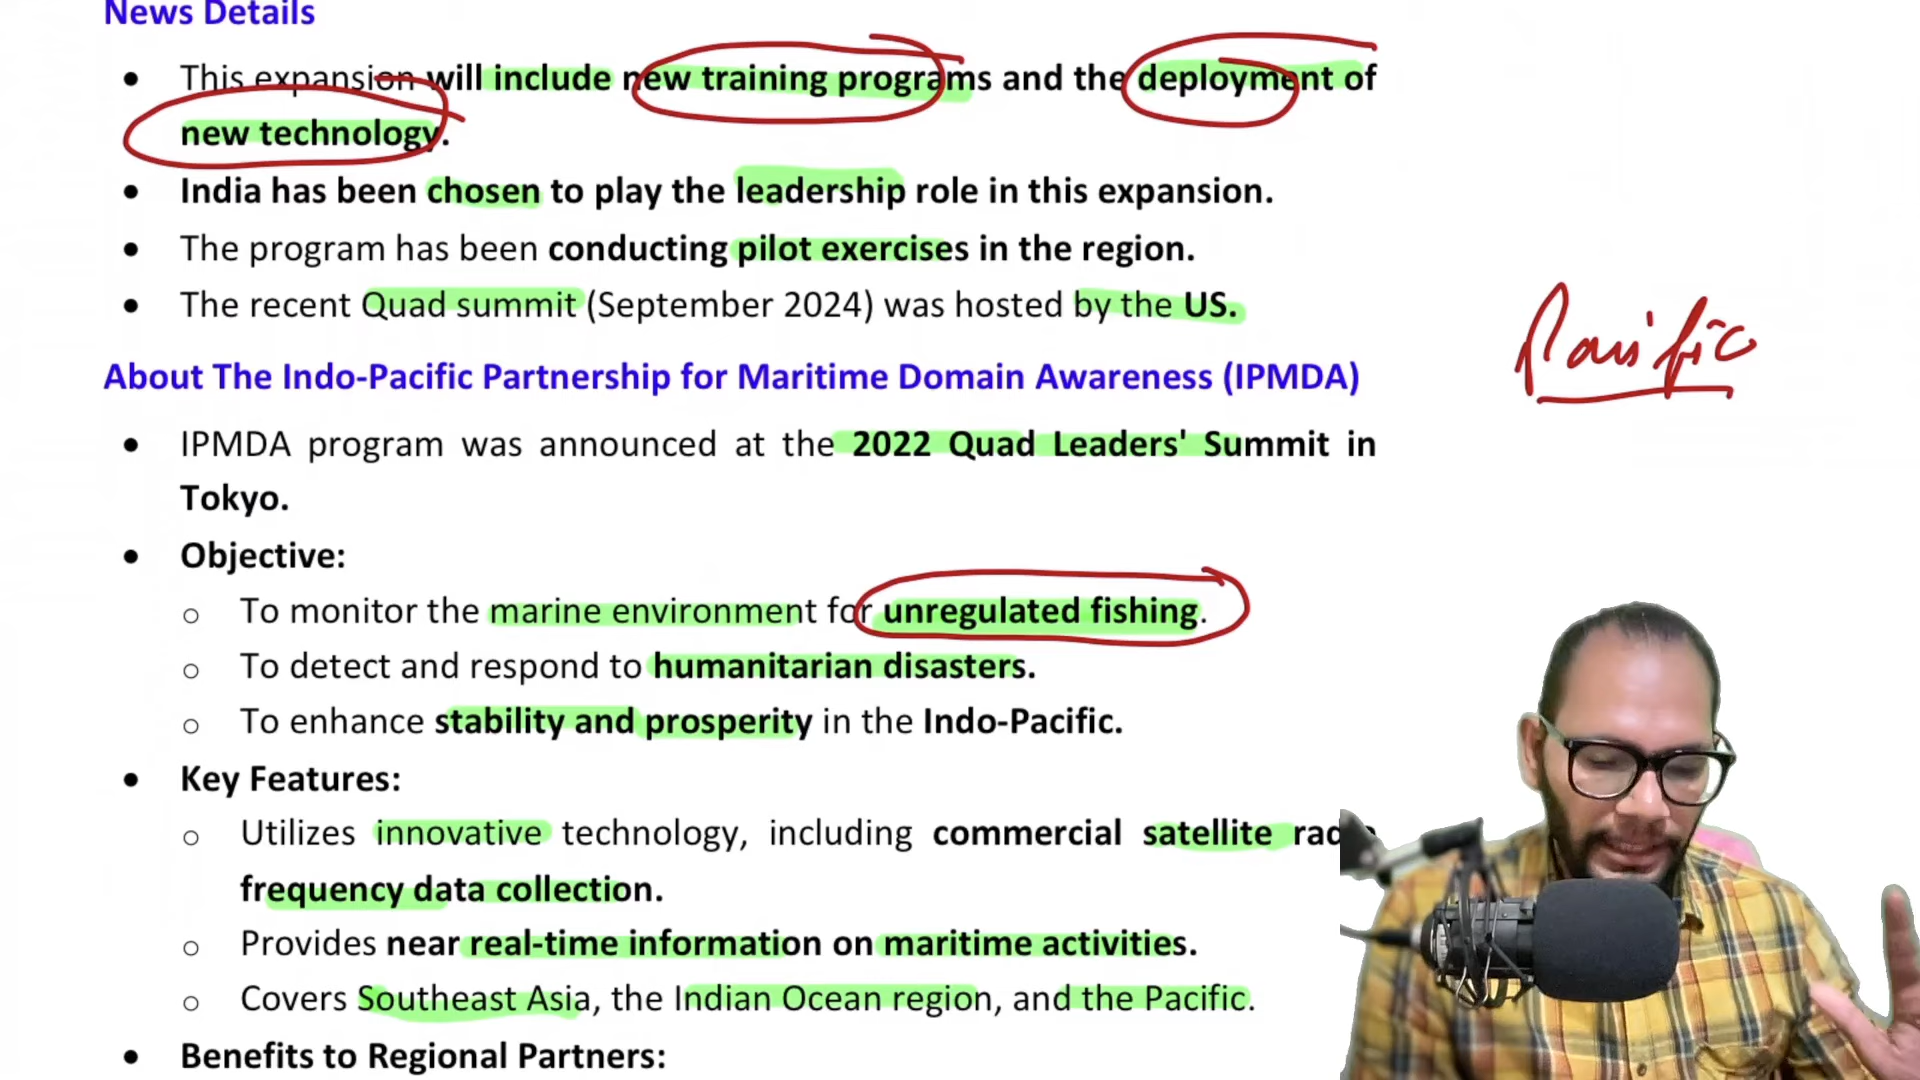 News Details
• This expansion will include new training programs and the deployment of
new technology.
• India has been chosen to play the leadership role in this expansion.
• The program has been conducting pilot exercises in the region.
• The recent Quad summit (September 2024) was hosted by the US.
Pacific
About The Indo-Pacific Partnership for Maritime Domain Awareness (IPMDA)
• IPMDA program was announced at the 2022 Quad Leaders' Summit in
Tokyo.
• Objective:
o To monitor the marine environment for unregulated fishing.
o To detect and respond to humanitarian disasters.
o To enhance stability and prosperity in the Indo-Pacific.
• Key Features:
o Utilizes innovative technology, including commercial satellite
frequency data collection.
o Provides near real-time information on maritime activities.
o Covers Southeast Asia, the Indian Ocean region, and the Pacific.
• Benefits to Regional Partners: